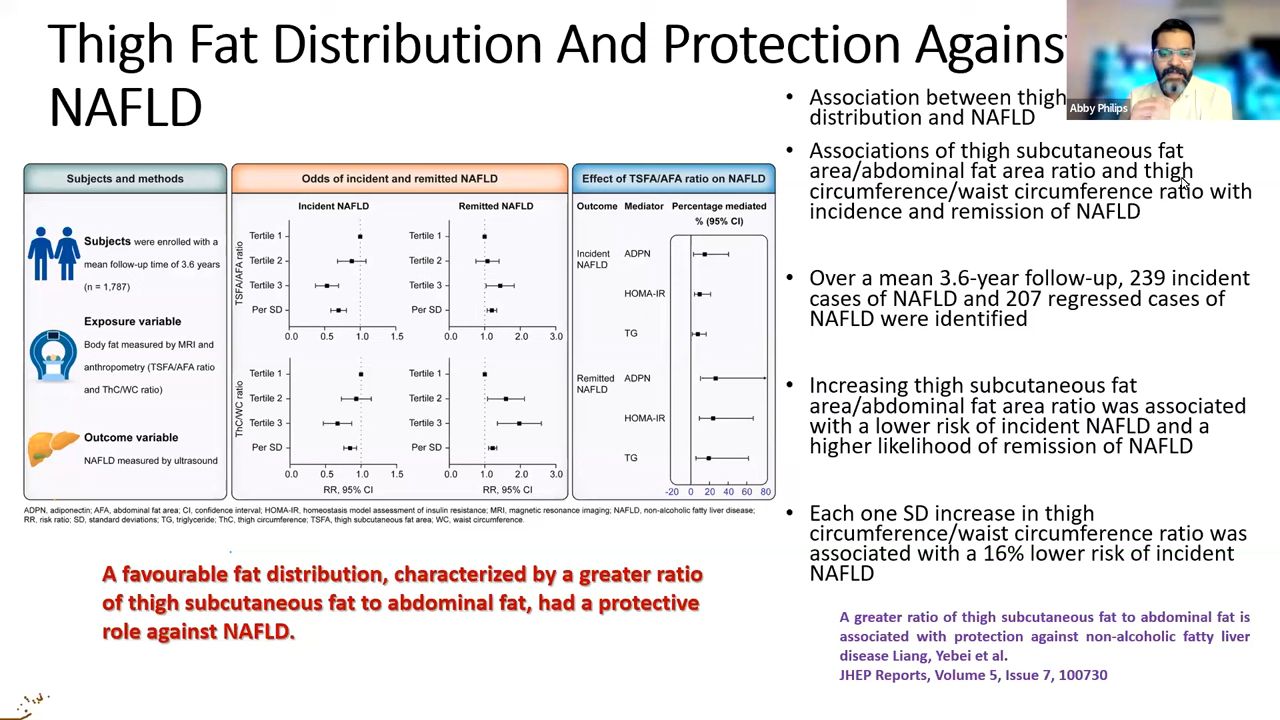 Thigh Fat Distribution And Protection Against
NAFLD
Abby Philips
Subjects and methods
Subjects were enrolled with a
mean follow-up time of 3.6 years
(n = 1,787)
Exposure variable
Body fat measured by MRI and
anthropometry (TSFA/AFA ratio
and ThC/WC ratio)
Outcome variable
NAFLD measured by ultrasound
Odds of incident and remitted NAFLD
Incident NAFLD
Remitted NAFLD
TSFA/AFA ratio
Tertile 1
Tertile 2
Tertile 3
Per SD
0.0 0.5 1.0 1.5
Tertile 1
Tertile 2
Tertile 3
Per SD
0.0 1.0 2.0 3.0
ThC/WC ratio
Tertile 1
Tertile 2
Tertile 3
Per SD
0.0 0.5 1.0 1.5
RR, 95% CI
Tertile 1
Tertile 2
Tertile 3
Per SD
0.0 1.0 2.0 3.0
RR, 95% CI
Effect of TSFA/AFA ratio on NAFLD
Outcome Mediator Percentage mediated
% (95% CI)
Incident
NAFLD
ADPN
HOMA-IR
TG
Remitted
NAFLD
ADPN
HOMA-IR
TG
-20 0 20 40 60 80
ADPN, adiponectin; AFA, abdominal fat area; CI, confidence interval; HOMA-IR, homeostasis model assessment of insulin resistance; MRI, magnetic resonance imaging; NAFLD, non-alcoholic fatty liver disease;
RR, risk ratio; SD, standard deviations; TG, triglyceride; ThC, thigh circumference; TSFA, thigh subcutaneous fat area; WC, waist circumference.
A favourable fat distribution, characterized by a greater ratio
of thigh subcutaneous fat to abdominal fat, had a protective
role against NAFLD.
• Association between thigh
distribution and NAFLD
• Associations of thigh subcutaneous fat
area/abdominal fat area ratio and thigh
circumference/waist circumference ratio with
incidence and remission of NAFLD
• Over a mean 3.6-year follow-up, 239 incident
cases of NAFLD and 207 regressed cases of
NAFLD were identified
• Increasing thigh subcutaneous fat
area/abdominal fat area ratio was associated
with a lower risk of incident NAFLD and a
higher likelihood of remission of NAFLD
• Each one SD increase in thigh
circumference/waist circumference ratio was
associated with a 16% lower risk of incident
NAFLD
A greater ratio of thigh subcutaneous fat to abdominal fat is
associated with protection against non-alcoholic fatty liver
disease Liang, Yebei et al.
JHEP Reports, Volume 5, Issue 7, 100730